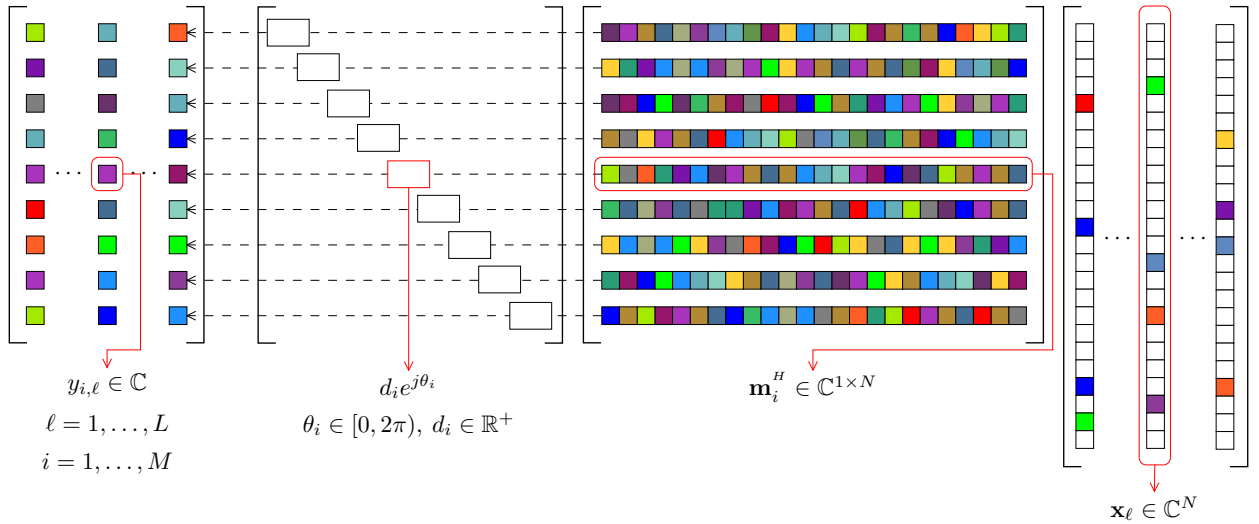 ⋯ ⋯
⋯ ⋯
y_{i,ℓ} ∈ ℂ
ℓ = 1, …, L
i = 1, …, M
d_i e^{jθ_i}
θ_i ∈ [0, 2π), d_i ∈ ℝ⁺
𝐦_i^H ∈ ℂ^{1×N}
𝐱_ℓ ∈ ℂ^N